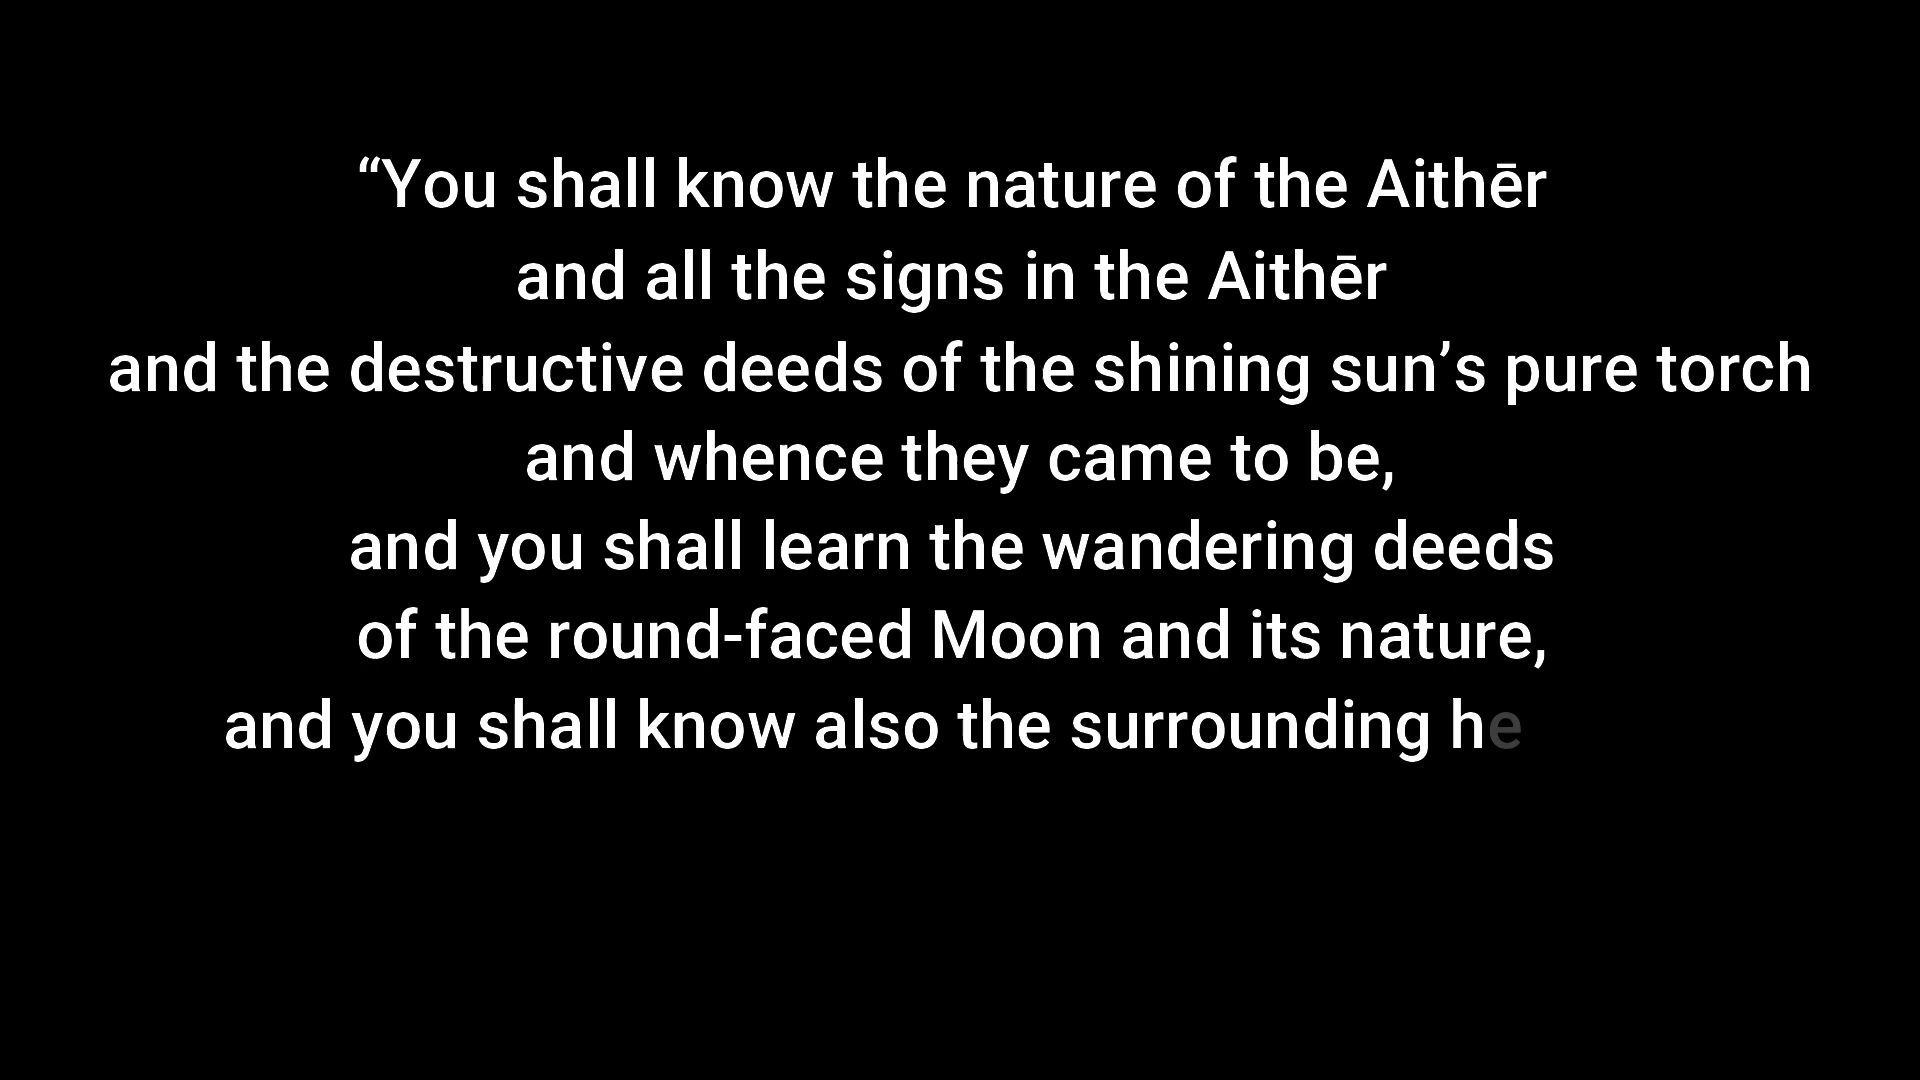 “You shall know the nature of the Aithēr
and all the signs in the Aithēr
and the destructive deeds of the shining sun’s pure torch
and whence they came to be,
and you shall learn the wandering deeds
of the round-faced Moon and its nature,
and you shall know also the surrounding he